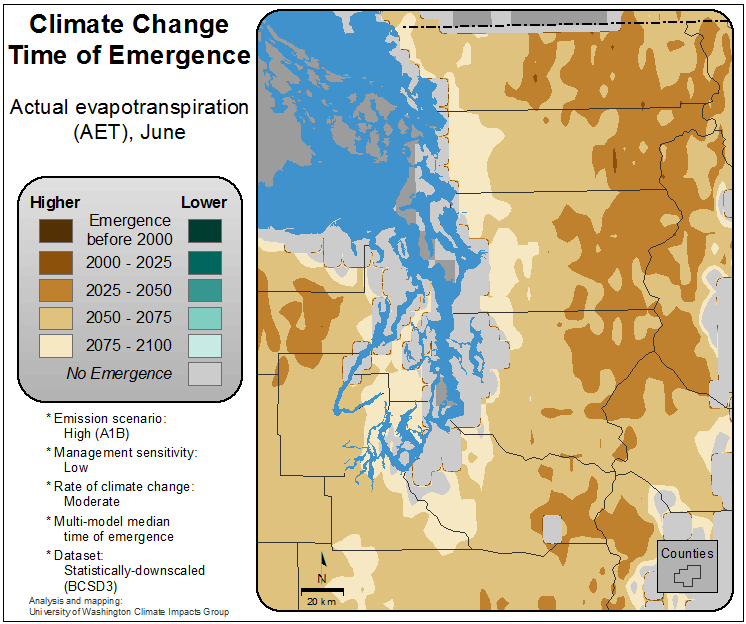 Climate Change
Time of Emergence
Actual evapotranspiration
(AET), June
Higher Lower
Emergence
before 2000
2000 - 2025
2025 - 2050
2050 - 2075
2075 - 2100
No Emergence
* Emission scenario:
High (A1B)
* Management sensitivity:
Low
* Rate of climate change:
Moderate
* Multi-model median
time of emergence
* Dataset:
Statistically-downscaled
(BCSD3)
Analysis and mapping:
University of Washington Climate Impacts Group
N
20 km
Counties